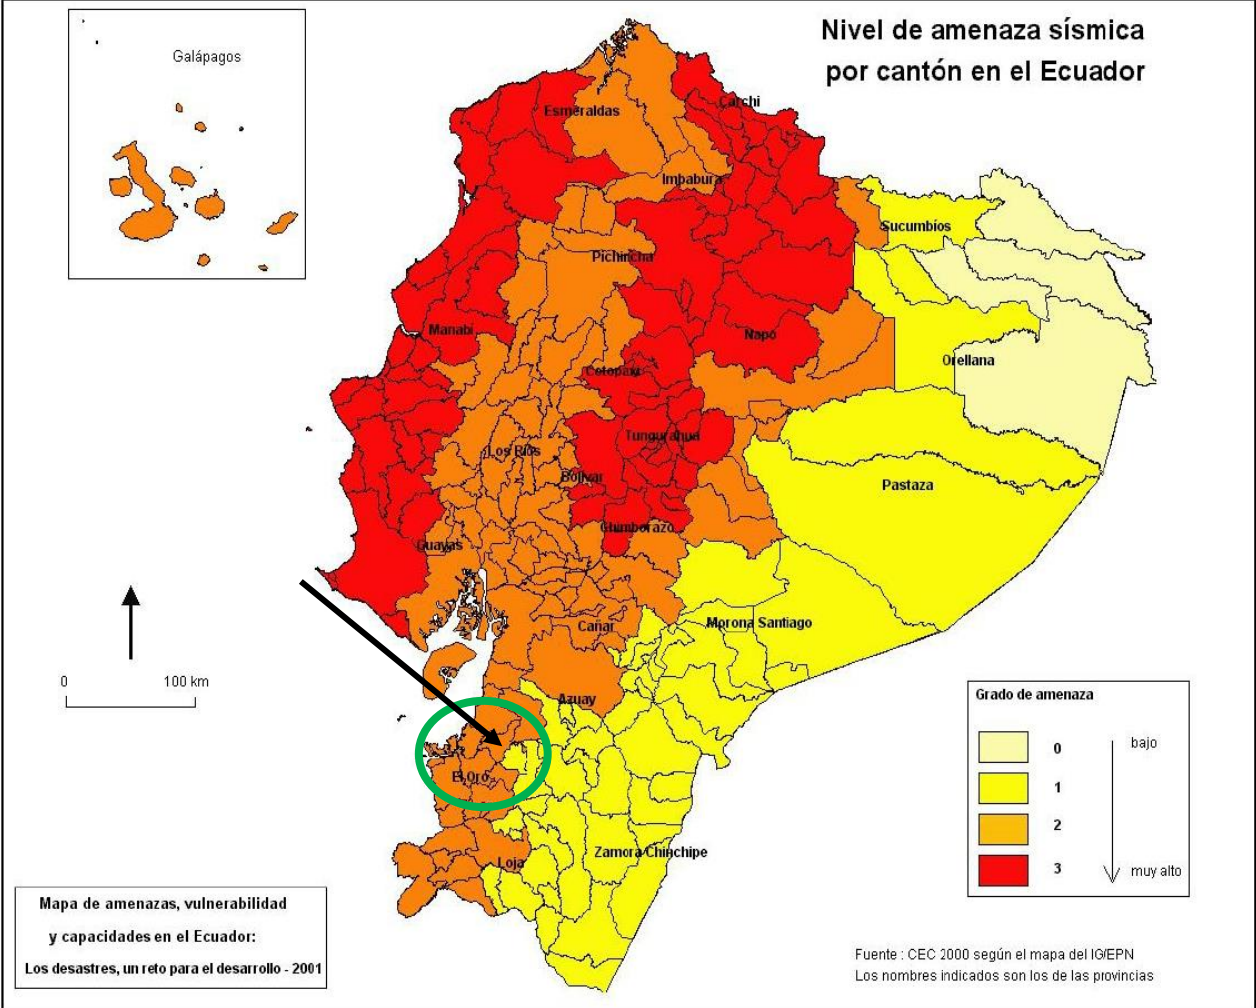 Nivel de amenaza sísmica
por cantón en el Ecuador
Galápagos
Esmeraldas
Carchi
Imbabura
Sucumbíos
Pichincha
Manabí
Napo
Orellana
Cotopaxi
Tungurahua
Los Ríos
Bolívar
Pastaza
Chimborazo
Guayas
Cañar
Morona Santiago
Azuay
El Oro
Zamora Chinchipe
Loja
0 100 km
Grado de amenaza
0 bajo
1
2
3 muy alto
Mapa de amenazas, vulnerabilidad
y capacidades en el Ecuador:
Los desastres, un reto para el desarrollo - 2001
Fuente : CEC 2000 según el mapa del IG/EPN
Los nombres indicados son los de las provincias